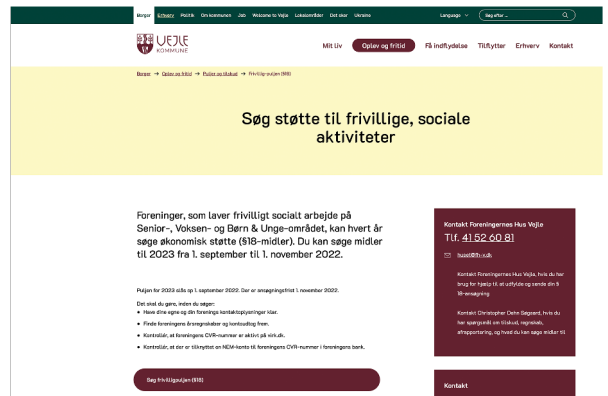 Borger Erhverv Politik Om kommunen Job Welcome to Vejle Lokalområder Det sker Ukraine Language Søg efter ...
VEJLE
KOMMUNE
Mit liv Oplev og fritid Få indflydelse Tilflytter Erhverv Kontakt
Borger → Oplev og fritid → Puljer og tilskud → Frivillig-puljen (§18)
Søg støtte til frivillige, sociale
aktiviteter
Foreninger, som laver frivilligt socialt arbejde på
Senior-, Voksen- og Børn & Unge-området, kan hvert år
søge økonomisk støtte (§18-midler). Du kan søge midler
til 2023 fra 1. september til 1. november 2022.
Puljen for 2023 slås op 1. september 2022. Der er ansøgningsfrist 1. november 2022.
Det skal du gøre, inden du søger:
• Have dine egne og din forenings kontaktoplysninger klar.
• Finde foreningens årsregnskaber og kontoudtog frem.
• Kontrollér, at foreningens CVR-nummer er aktivt på virk.dk.
• Kontrollér, at der er tilknyttet en NEM-konto til foreningens CVR-nummer i foreningens bank.
Søg frivilligpuljen (§18)
Kontakt Foreningernes Hus Vejle
Tlf. 41 52 60 81
huset@fh-v.dk
Kontakt Foreningernes Hus Vejle, hvis du har
brug for hjælp til at udfylde og sende din §
18-ansøgning
Kontakt Christopher Dehn Søgaard, hvis du
har spørgsmål om tilskud, regnskab,
afrapportering, og hvad du kan søge midler til
Kontakt